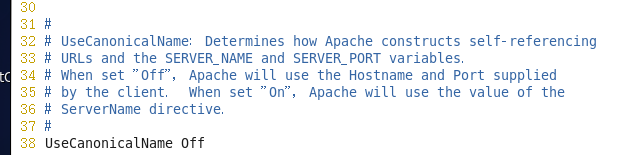 30
31 #
32 # UseCanonicalName: Determines how Apache constructs self-referencing
33 # URLs and the SERVER_NAME and SERVER_PORT variables.
34 # When set "Off", Apache will use the Hostname and Port supplied
35 # by the client.  When set "On", Apache will use the value of the
36 # ServerName directive.
37 #
38 UseCanonicalName Off